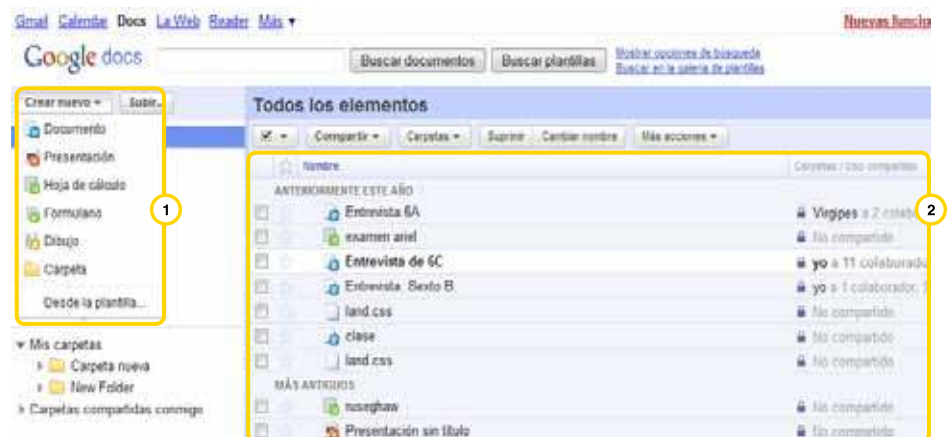 Gmail Calendar Docs La Web Reader Más ▾
Nuevas
Google docs
Buscar documentos Buscar plantillas
Mostrar opciones de búsqueda
Buscar en la galería de plantillas
Crear nuevo ▾ Subir...
Todos los elementos
Documento
Compartir ▾ Carpetas ▾ Suprimir Cambiar nombre Más acciones ▾
Presentación
Nombre
Carpetas / Uso compartido
Hoja de cálculo
ANTERIORMENTE ESTE AÑO
Formulario
1
Entrevista 6A
Virgipes a 2
2
Dibujo
examen ariel
No compartido
Carpeta
Entrevista de 6C
yo a 11
Entrevista Sexto B
yo a 1 colaborador,
Desde la plantilla...
land.css
No compartido
Mis carpetas
clase
No compartido
Carpeta nueva
land.css
No compartido
New Folder
MÁS ANTIGUOS
Carpetas compartidas conmigo
ruseghaw
No compartido
Presentación sin título
No compartido